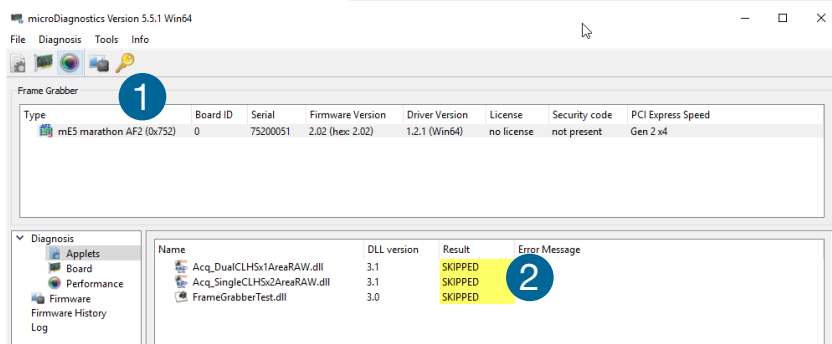 microDiagnostics Version 5.5.1 Win64
File Diagnosis Tools Info
Frame Grabber
1
Type Board ID Serial Firmware Version Driver Version License Security code PCI Express Speed
mE5 marathon AF2 (0x752) 0 75200051 2.02 (hex: 2.02) 1.2.1 (Win64) no license not present Gen 2 x4
Diagnosis
Applets
Board
Performance
Firmware
Firmware History
Log
Name DLL version Result Error Message
Acq_DualCLHSx1AreaRAW.dll 3.1 SKIPPED
Acq_SingleCLHSx2AreaRAW.dll 3.1 SKIPPED
FrameGrabberTest.dll 3.0 SKIPPED
2